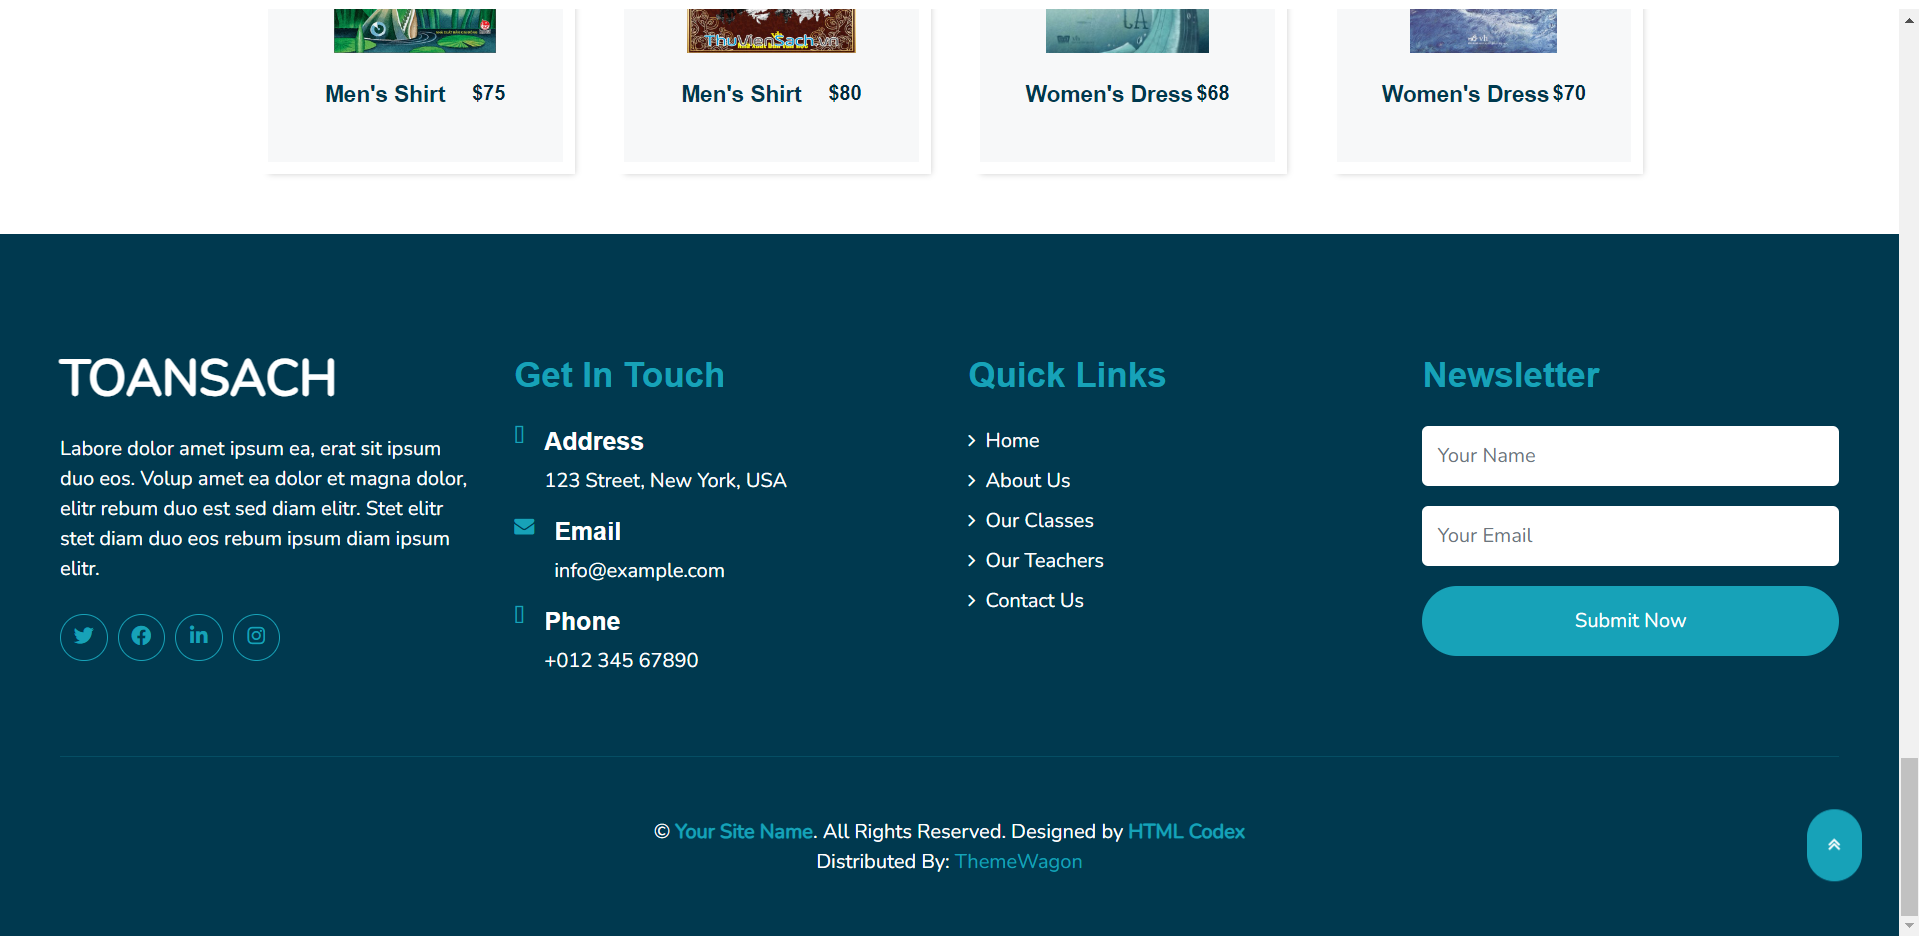 ThuVienSach.vn
Men's Shirt $75
Men's Shirt $80
Women's Dress $68
Women's Dress $70
TOANSACH
Labore dolor amet ipsum ea, erat sit ipsum
duo eos. Volup amet ea dolor et magna dolor,
elitr rebum duo est sed diam elitr. Stet elitr
stet diam duo eos rebum ipsum diam ipsum
elitr.
Get In Touch
Address
123 Street, New York, USA
Email
info@example.com
Phone
+012 345 67890
Quick Links
Home
About Us
Our Classes
Our Teachers
Contact Us
Newsletter
Your Name
Your Email
Submit Now
© Your Site Name. All Rights Reserved. Designed by HTML Codex
Distributed By: ThemeWagon